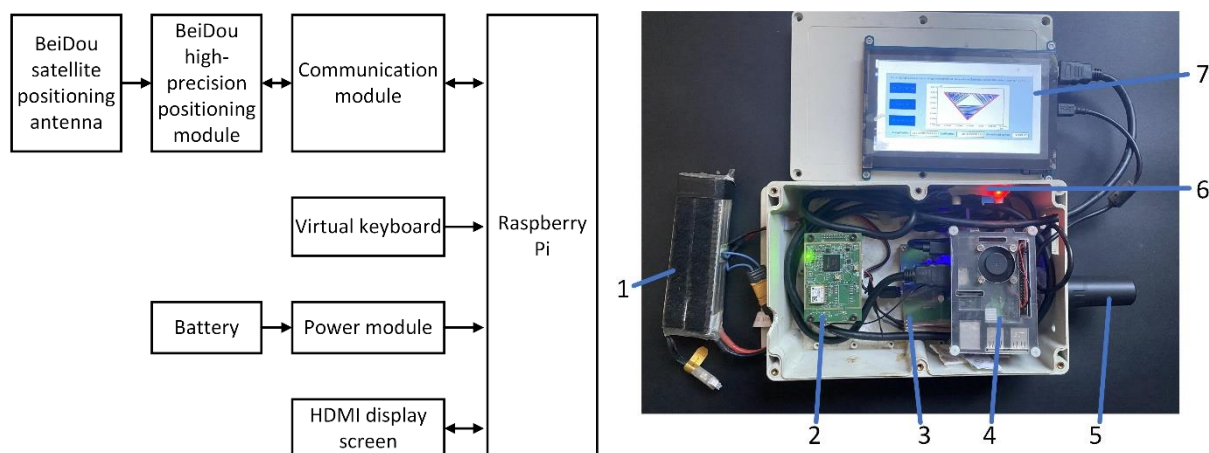 BeiDou
satellite
positioning
antenna
BeiDou
high-
precision
positioning
module
Communication
module
Virtual keyboard
Raspberry
Pi
Battery
Power module
HDMI display
screen
1
2
3
4
5
6
7